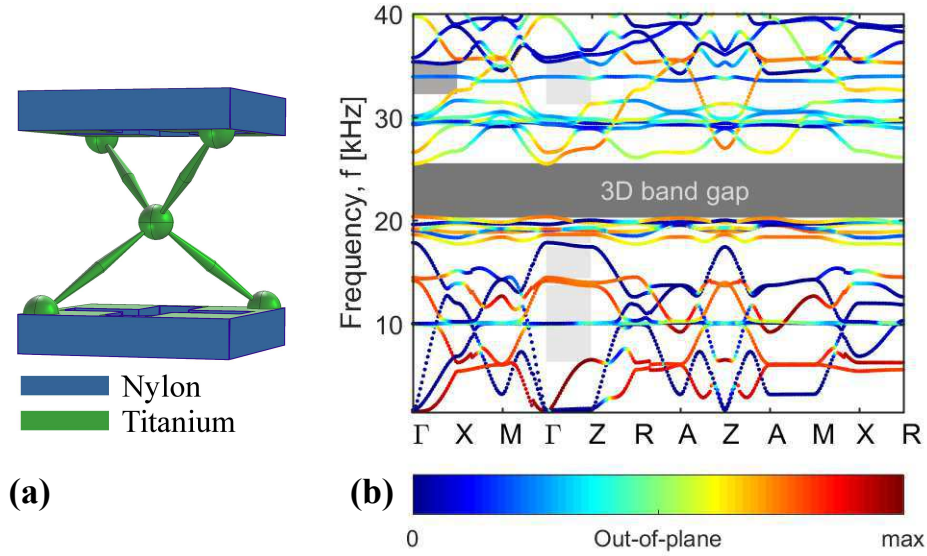 Nylon
Titanium
(a)
(b)
Frequency, f [kHz]
40
30
20
10
3D band gap
Γ X M Γ Z R A Z A M X R
0 Out-of-plane max